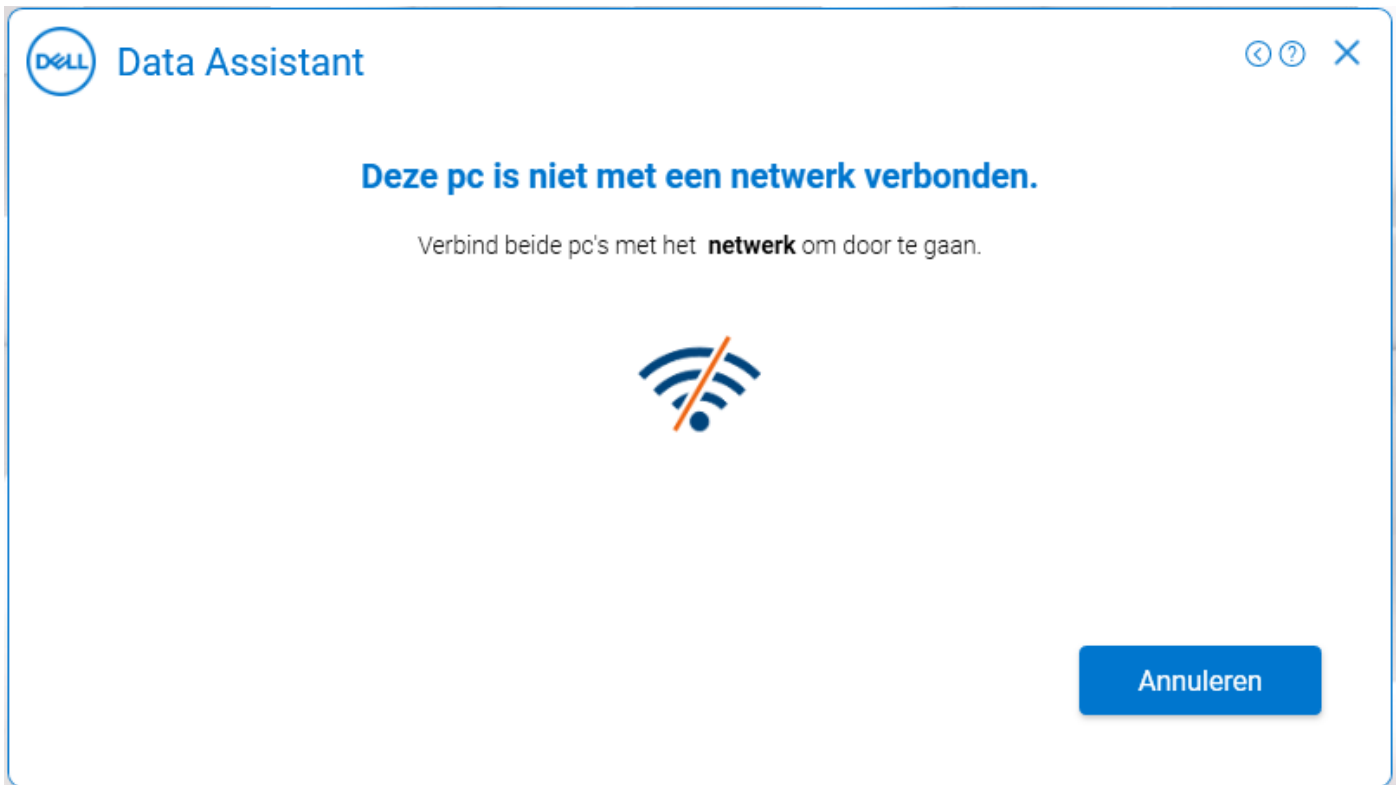 DELL Data Assistant
Deze pc is niet met een netwerk verbonden.
Verbind beide pc's met het netwerk om door te gaan.
Annuleren